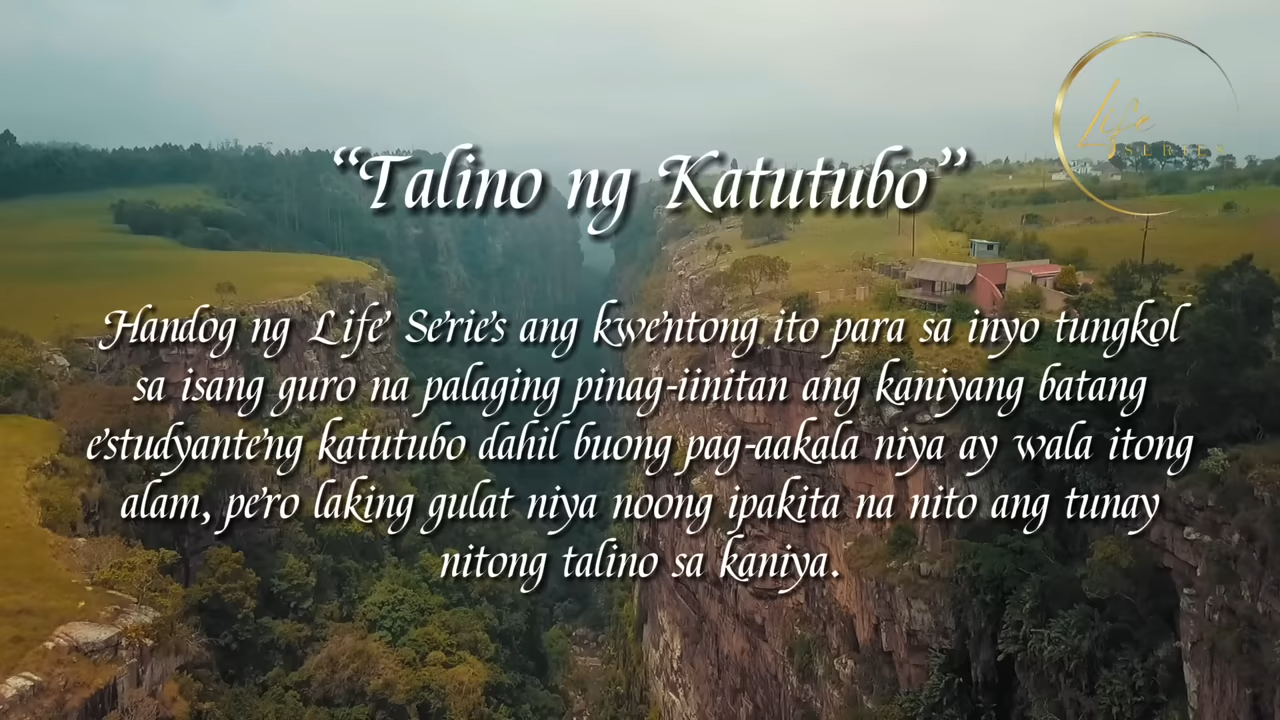 Life
SERIES
“Talino ng Katutubo”
Handog ng Life Series ang kwentong ito para sa inyo tungkol
sa isang guro na palaging pinag-iinitan ang kaniyang batang
estudyanteng katutubo dahil buong pag-aakala niya ay wala itong
alam, pero laking gulat niya noong ipakita na nito ang tunay
nitong talino sa kaniya.